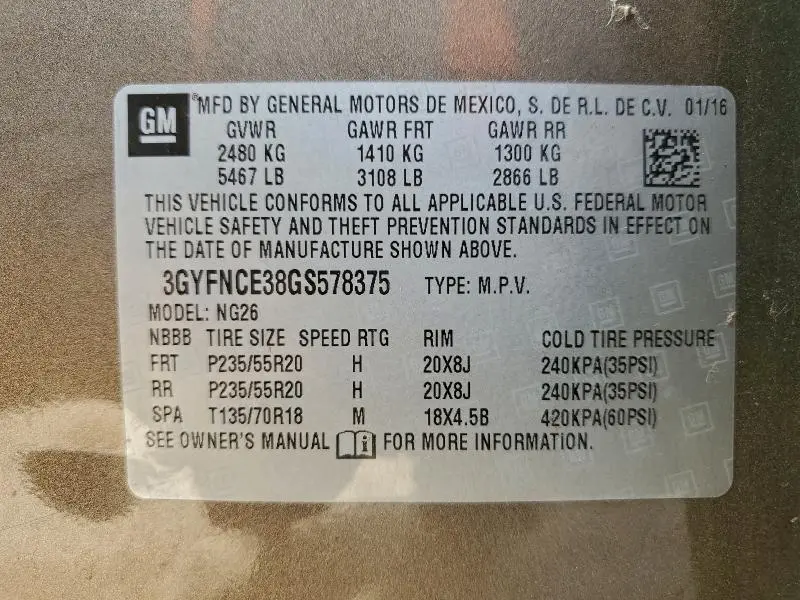 GM
®MFD BY GENERAL MOTORS DE MEXICO, S. DE R.L. DE C.V. 01/16
GVWR GAWR FRT GAWR RR
2480 KG 1410 KG 1300 KG
5467 LB 3108 LB 2866 LB
THIS VEHICLE CONFORMS TO ALL APPLICABLE U.S. FEDERAL MOTOR
VEHICLE SAFETY AND THEFT PREVENTION STANDARDS IN EFFECT ON
THE DATE OF MANUFACTURE SHOWN ABOVE.
3GYFNCE38GS578375 TYPE: M.P.V.
MODEL: NG26
NBBB TIRE SIZE SPEED RTG RIM COLD TIRE PRESSURE
FRT P235/55R20 H 20X8J 240KPA(35PSI)
RR P235/55R20 H 20X8J 240KPA(35PSI)
SPA T135/70R18 M 18X4.5B 420KPA(60PSI)
SEE OWNER'S MANUAL i FOR MORE INFORMATION.